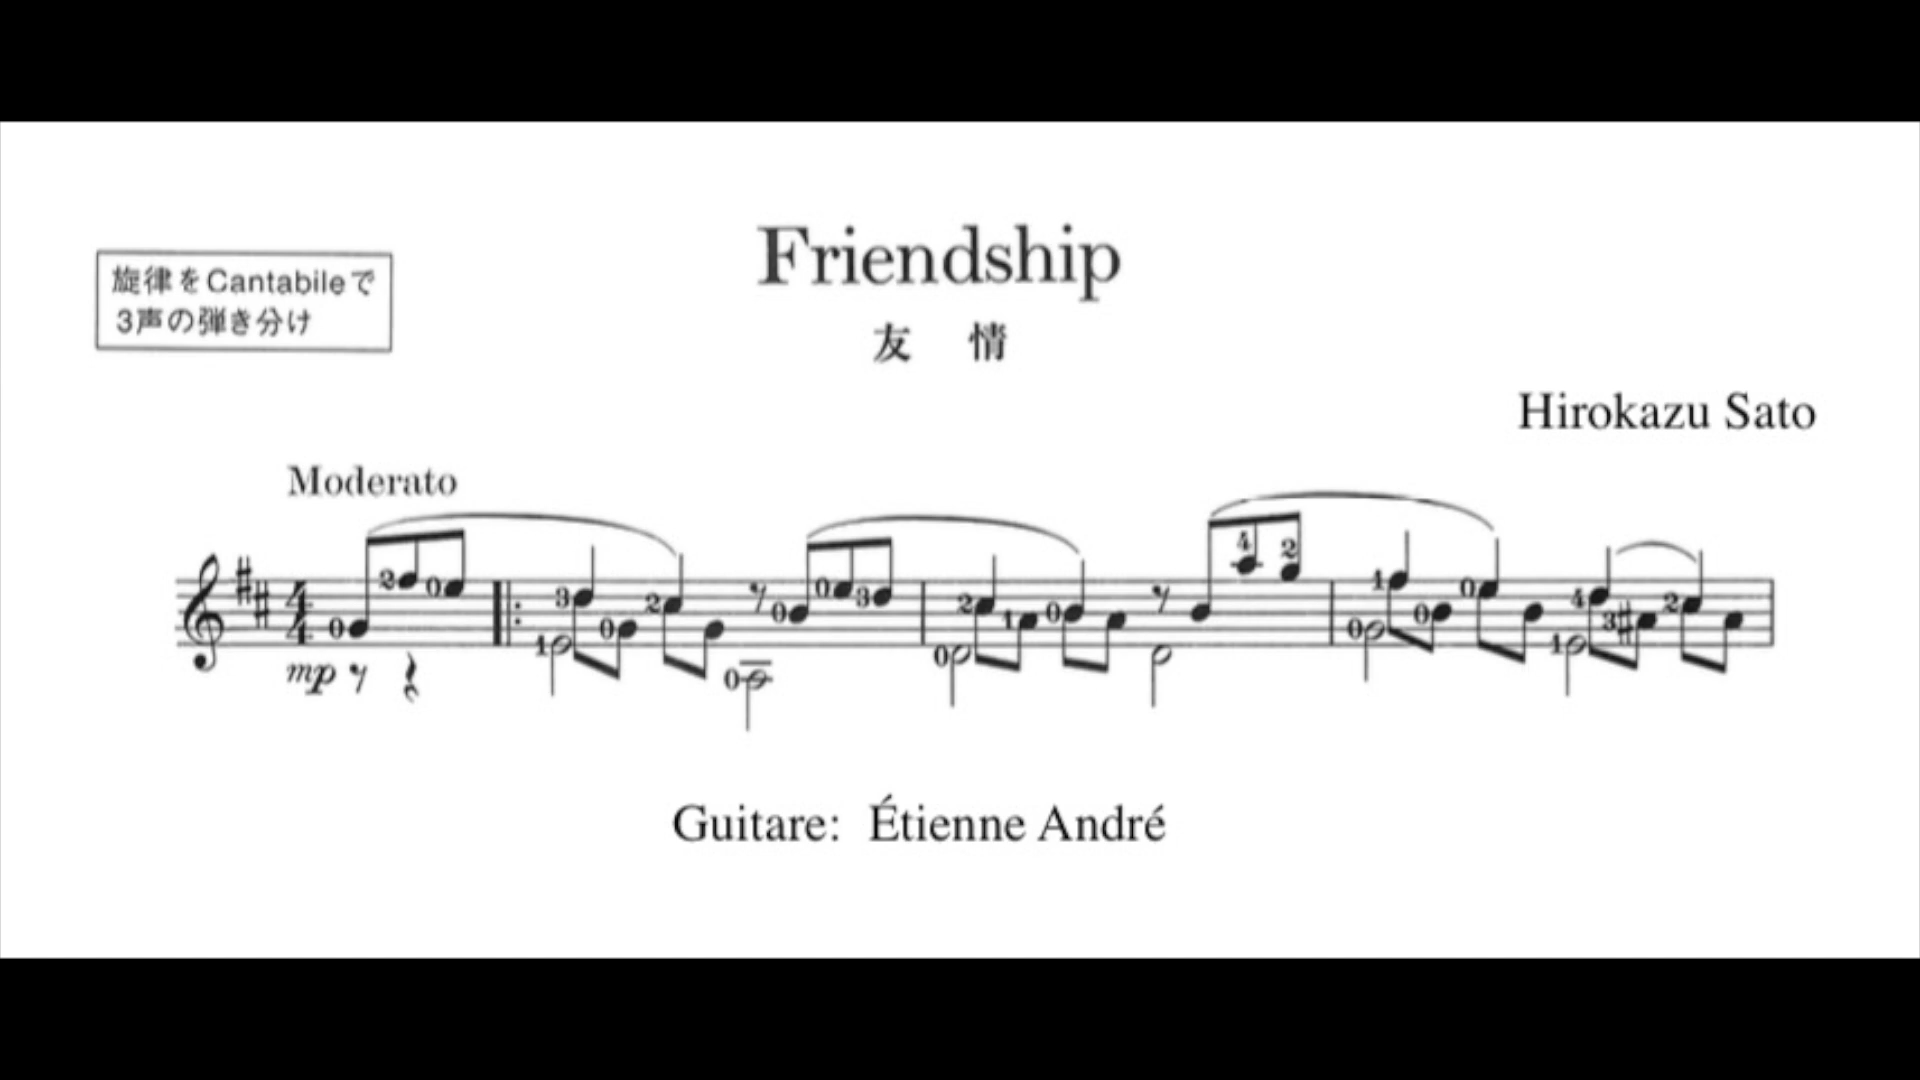 Friendship
友 情
旋律をCantabileで
3声の弾き分け
Hirokazu Sato
Moderato
mp
Guitare: Étienne André